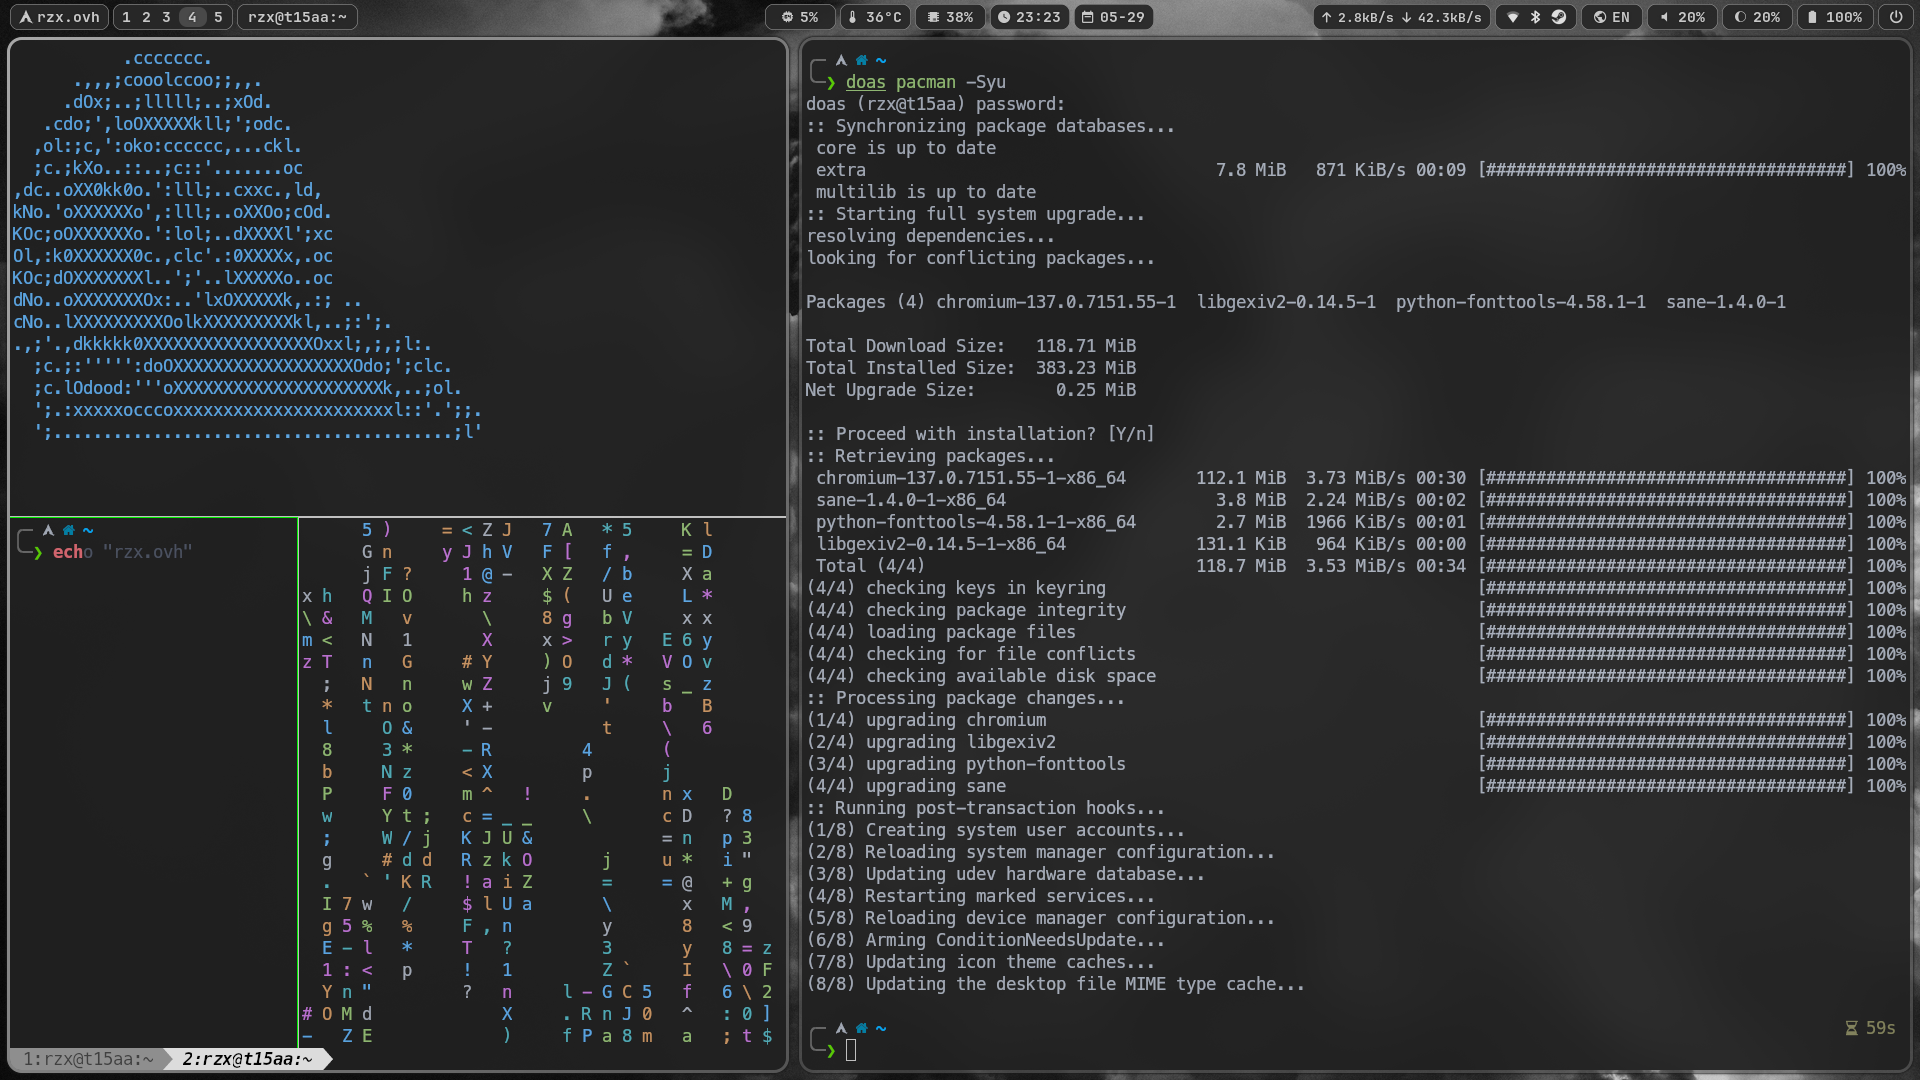 rzx.ovh 1 2 3 4 5 rzx@t15aa:~ 5% 36°C 38% 23:23 05-29 ↑ 2.8kB/s ↓ 42.3kB/s EN 20% 20% 100%
.ccccccc.
.,,,;cooolccoo;;,,.
.dOx;..;lllll;..;xOd.
.cdo;',loOXXXXXkll;';odc.
,ol:;c,':oko:cccccc,...ckl.
;c.;kXo..::..;c::'.......oc
,dc..oXX0kk0o.':lll;..cxxc.,ld,
kNo.'oXXXXXXo',:lll;..oXXOo;cOd.
KOc;oOXXXXXXo.':lol;..dXXXXl';xc
Ol,:k0XXXXXX0c.,clc'.:0XXXXx,.oc
KOc;dOXXXXXXXl..';'..lXXXXXo..oc
dNo..oXXXXXXXOx:..'lxOXXXXXk,.:; ..
cNo..lXXXXXXXXXOolkXXXXXXXXXkl,..;:';.
.,;'.,dkkkkk0XXXXXXXXXXXXXXXXXOxxl;,;,;l:.
;c.;:''''':doOXXXXXXXXXXXXXXXXXXOdo;';clc.
;c.lOdood:'''oXXXXXXXXXXXXXXXXXXXXXk,..;ol.
';.:xxxxxocccoxxxxxxxxxxxxxxxxxxxxxxl::'.';;.
';........................................;l'
~
❯ echo "rzx.ovh"
1:rzx@t15aa:~ 2:rzx@t15aa:~
~
❯ doas pacman -Syu
doas (rzx@t15aa) password:
:: Synchronizing package databases...
core is up to date
extra 7.8 MiB 871 KiB/s 00:09 [####################################] 100%
multilib is up to date
:: Starting full system upgrade...
resolving dependencies...
looking for conflicting packages...
Packages (4) chromium-137.0.7151.55-1 libgexiv2-0.14.5-1 python-fonttools-4.58.1-1 sane-1.4.0-1
Total Download Size: 118.71 MiB
Total Installed Size: 383.23 MiB
Net Upgrade Size: 0.25 MiB
:: Proceed with installation? [Y/n]
:: Retrieving packages...
chromium-137.0.7151.55-1-x86_64 112.1 MiB 3.73 MiB/s 00:30 [####################################] 100%
sane-1.4.0-1-x86_64 3.8 MiB 2.24 MiB/s 00:02 [####################################] 100%
python-fonttools-4.58.1-1-x86_64 2.7 MiB 1966 KiB/s 00:01 [####################################] 100%
libgexiv2-0.14.5-1-x86_64 131.1 KiB 964 KiB/s 00:00 [####################################] 100%
Total (4/4) 118.7 MiB 3.53 MiB/s 00:34 [####################################] 100%
(4/4) checking keys in keyring [####################################] 100%
(4/4) checking package integrity [####################################] 100%
(4/4) loading package files [####################################] 100%
(4/4) checking for file conflicts [####################################] 100%
(4/4) checking available disk space [####################################] 100%
:: Processing package changes...
(1/4) upgrading chromium [####################################] 100%
(2/4) upgrading libgexiv2 [####################################] 100%
(3/4) upgrading python-fonttools [####################################] 100%
(4/4) upgrading sane [####################################] 100%
:: Running post-transaction hooks...
(1/8) Creating system user accounts...
(2/8) Reloading system manager configuration...
(3/8) Updating udev hardware database...
(4/8) Restarting marked services...
(5/8) Reloading device manager configuration...
(6/8) Arming ConditionNeedsUpdate...
(7/8) Updating icon theme caches...
(8/8) Updating the desktop file MIME type cache...
~ 59s
❯